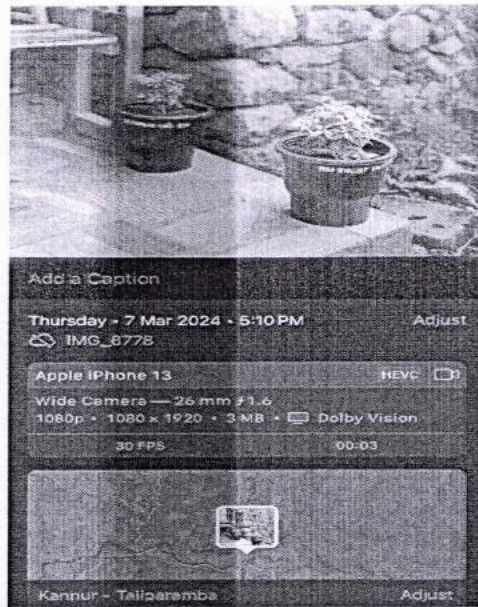 Add a Caption
Thursday • 7 Mar 2024 • 5:10 PM Adjust
IMG_8778
Apple iPhone 13 HEVC
Wide Camera — 26 mm ƒ1.6
1080p • 1080 × 1920 • 3 MB • Dolby Vision
30 FPS 00:03
Kannur - Taliparamba Adjust